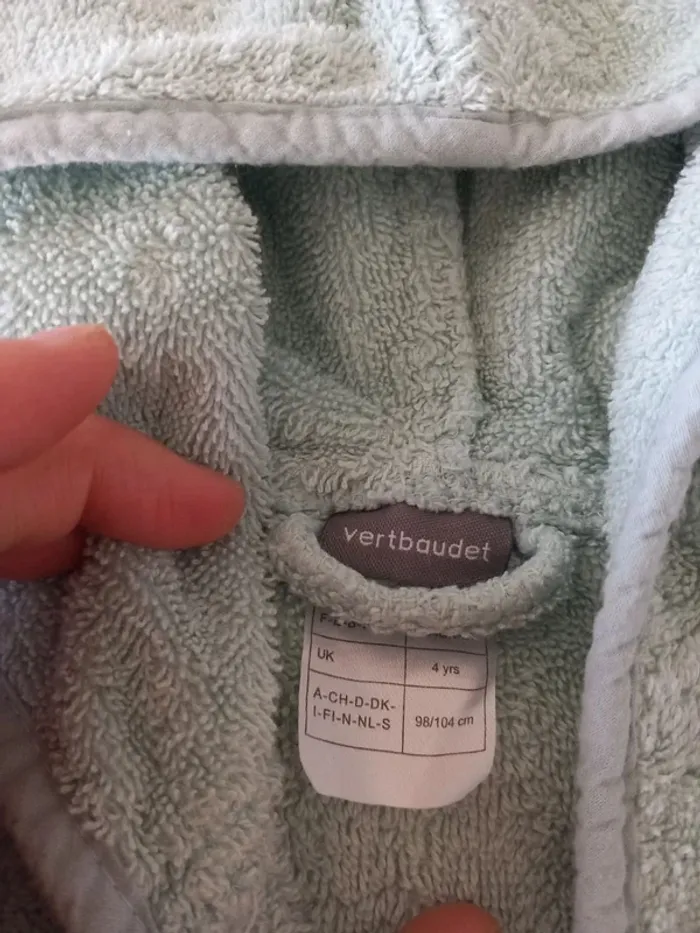 vertbaudet
UK
4 yrs
A-CH-D-DK-
I-FI-N-NL-S
98/104 cm